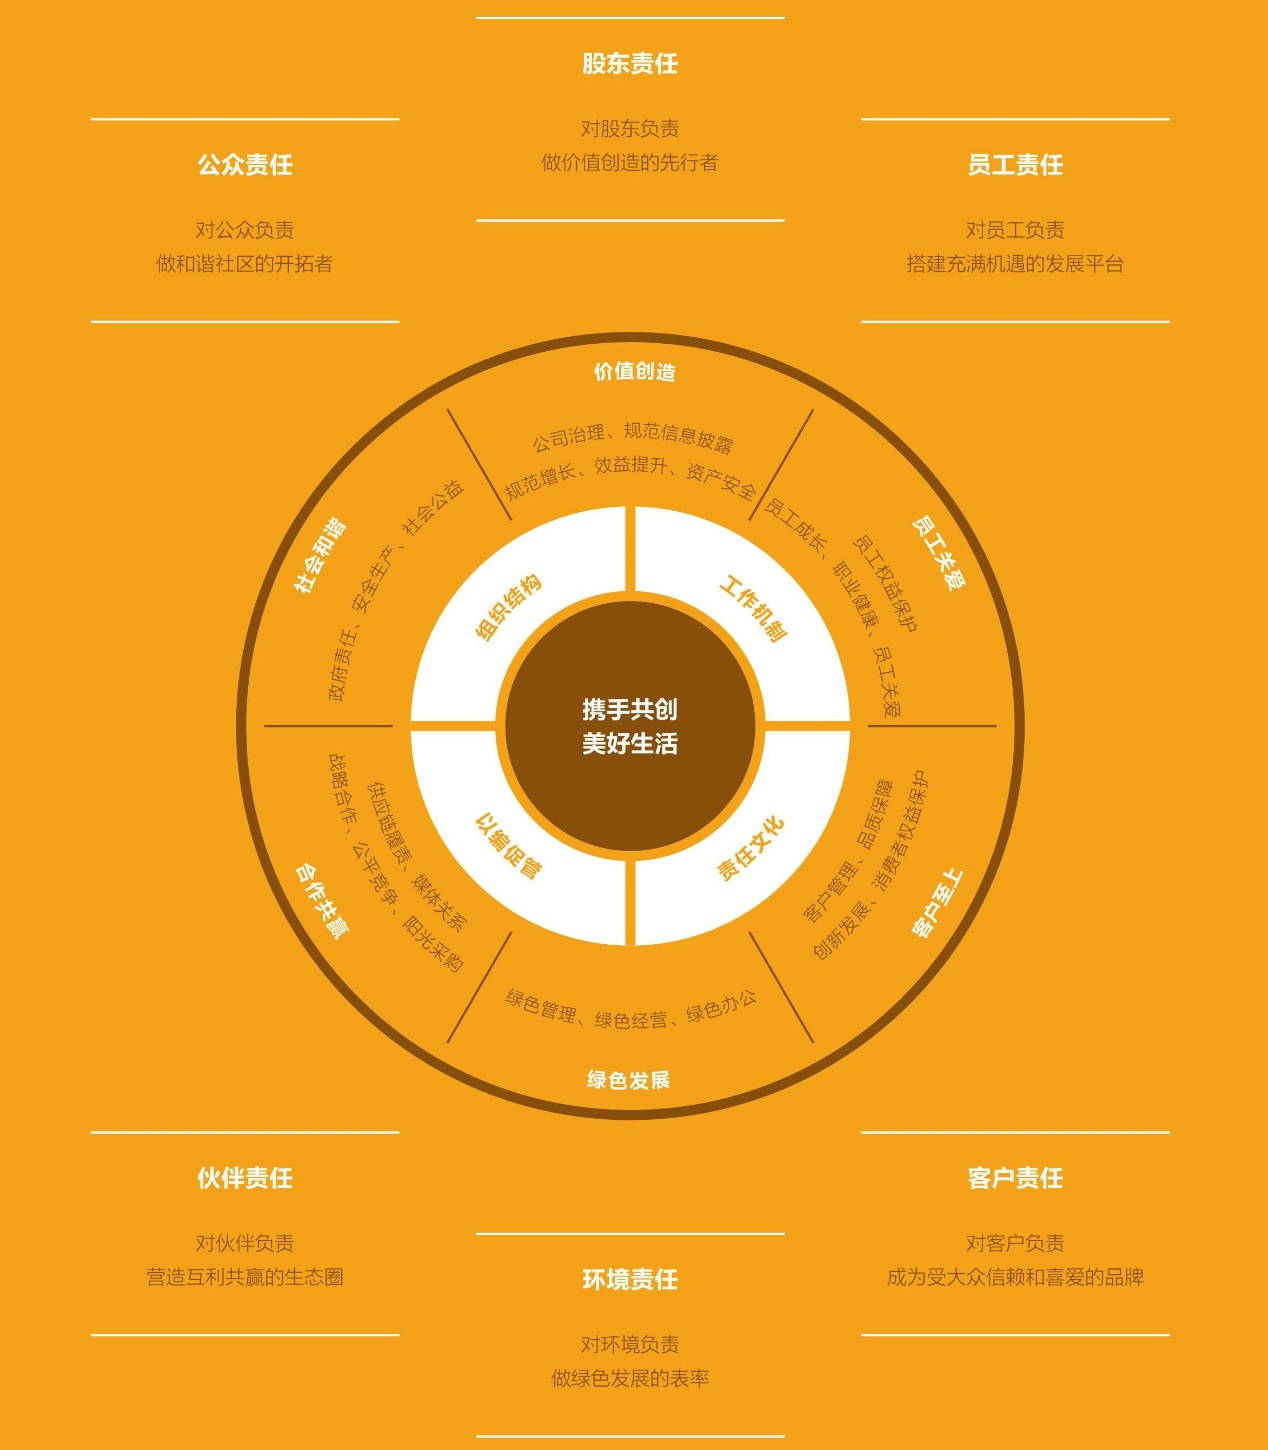 股东责任
对股东负责
做价值创造的先行者
公众责任
对公众负责
做和谐社区的开拓者
员工责任
对员工负责
搭建充满机遇的发展平台
价值创造
公司治理、规范信息披露
规范增长、效益提升、资产安全
社会和谐
政府责任、安全生产、社会公益
员工关爱
员工权益保护
员工成长、职业健康、员工关爱
组织结构
工作机制
携手共创
美好生活
以编促管
责任文化
合作共赢
战略合作、公平竞争、阳光采购
供应链履责、媒体关系
客户至上
客户管理、品质保障
创新发展、消费者权益保护
绿色管理、绿色经营、绿色办公
绿色发展
伙伴责任
对伙伴负责
营造互利共赢的生态圈
客户责任
对客户负责
成为受大众信赖和喜爱的品牌
环境责任
对环境负责
做绿色发展的表率